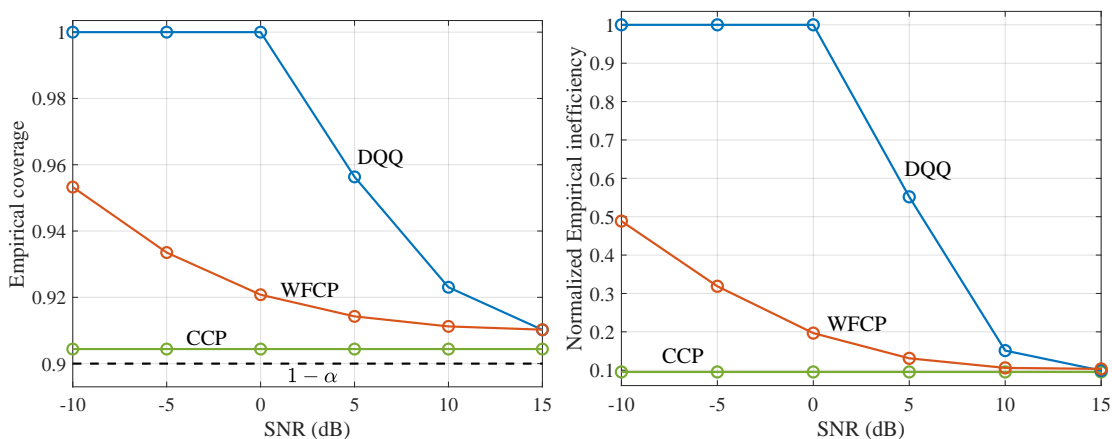 Empirical coverage
1
0.98
0.96
0.94
0.92
0.9
DQQ
WFCP
CCP
1 − α
-10 -5 0 5 10 15
SNR (dB)
Normalized Empirical inefficiency
1
0.9
0.8
0.7
0.6
0.5
0.4
0.3
0.2
0.1
DQQ
WFCP
CCP
-10 -5 0 5 10 15
SNR (dB)